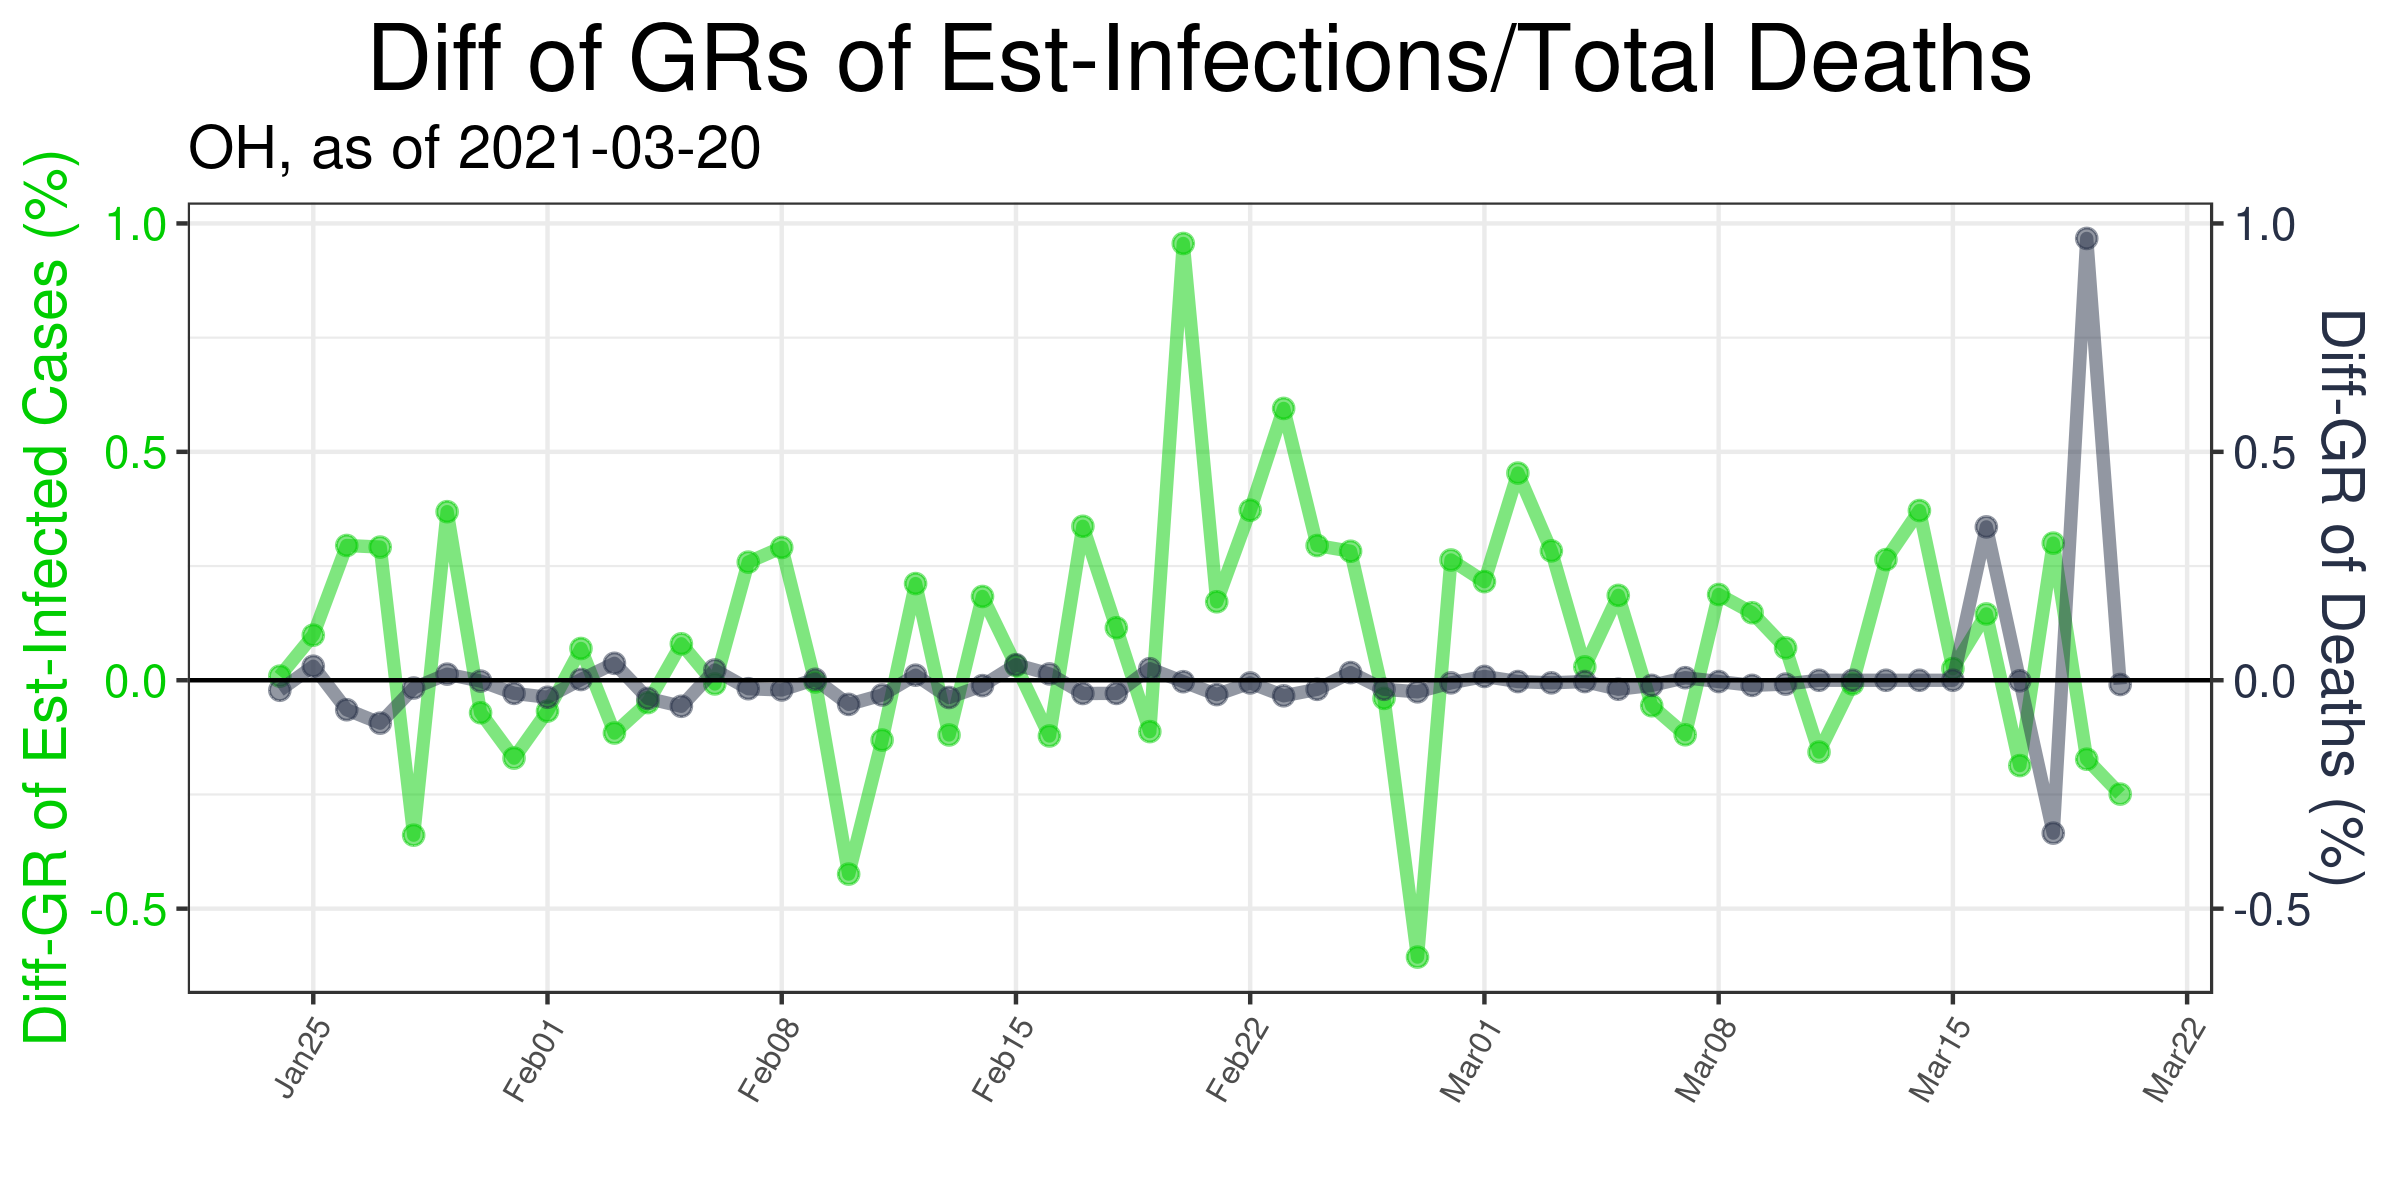 Diff of GRs of Est-Infections/Total Deaths
OH, as of 2021-03-20
Diff-GR of Est-Infected Cases (%)
1.0
0.5
0.0
-0.5
1.0
0.5
0.0
-0.5
Diff-GR of Deaths (%)
Jan25
Feb01
Feb08
Feb15
Feb22
Mar01
Mar08
Mar15
Mar22